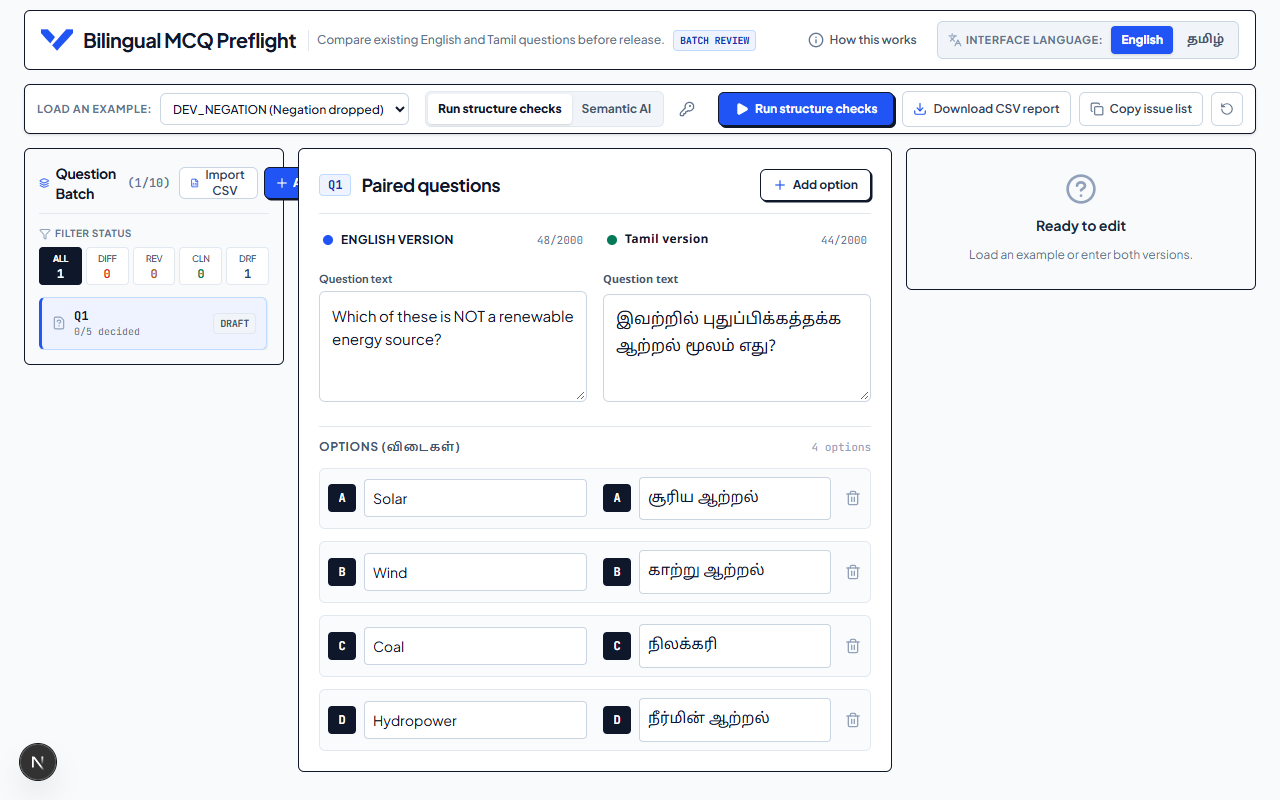 Bilingual MCQ Preflight
Compare existing English and Tamil questions before release.
BATCH REVIEW
How this works
INTERFACE LANGUAGE:
English
தமிழ்
LOAD AN EXAMPLE:
DEV_NEGATION (Negation dropped)
Run structure checks
Semantic AI
Run structure checks
Download CSV report
Copy issue list
Question Batch
(1/10)
Import CSV
FILTER STATUS
ALL 1
DIFF 0
REV 0
CLN 0
DRF 1
Q1
0/5 decided
DRAFT
Q1
Paired questions
Add option
ENGLISH VERSION
48/2000
Tamil version
44/2000
Question text
Which of these is NOT a renewable
energy source?
Question text
இவற்றில் புதுப்பிக்கத்தக்க
ஆற்றல் மூலம் எது?
OPTIONS (விடைகள்)
4 options
A Solar
A சூரிய ஆற்றல்
B Wind
B காற்று ஆற்றல்
C Coal
C நிலக்கரி
D Hydropower
D நீர்மின் ஆற்றல்
Ready to edit
Load an example or enter both versions.
N